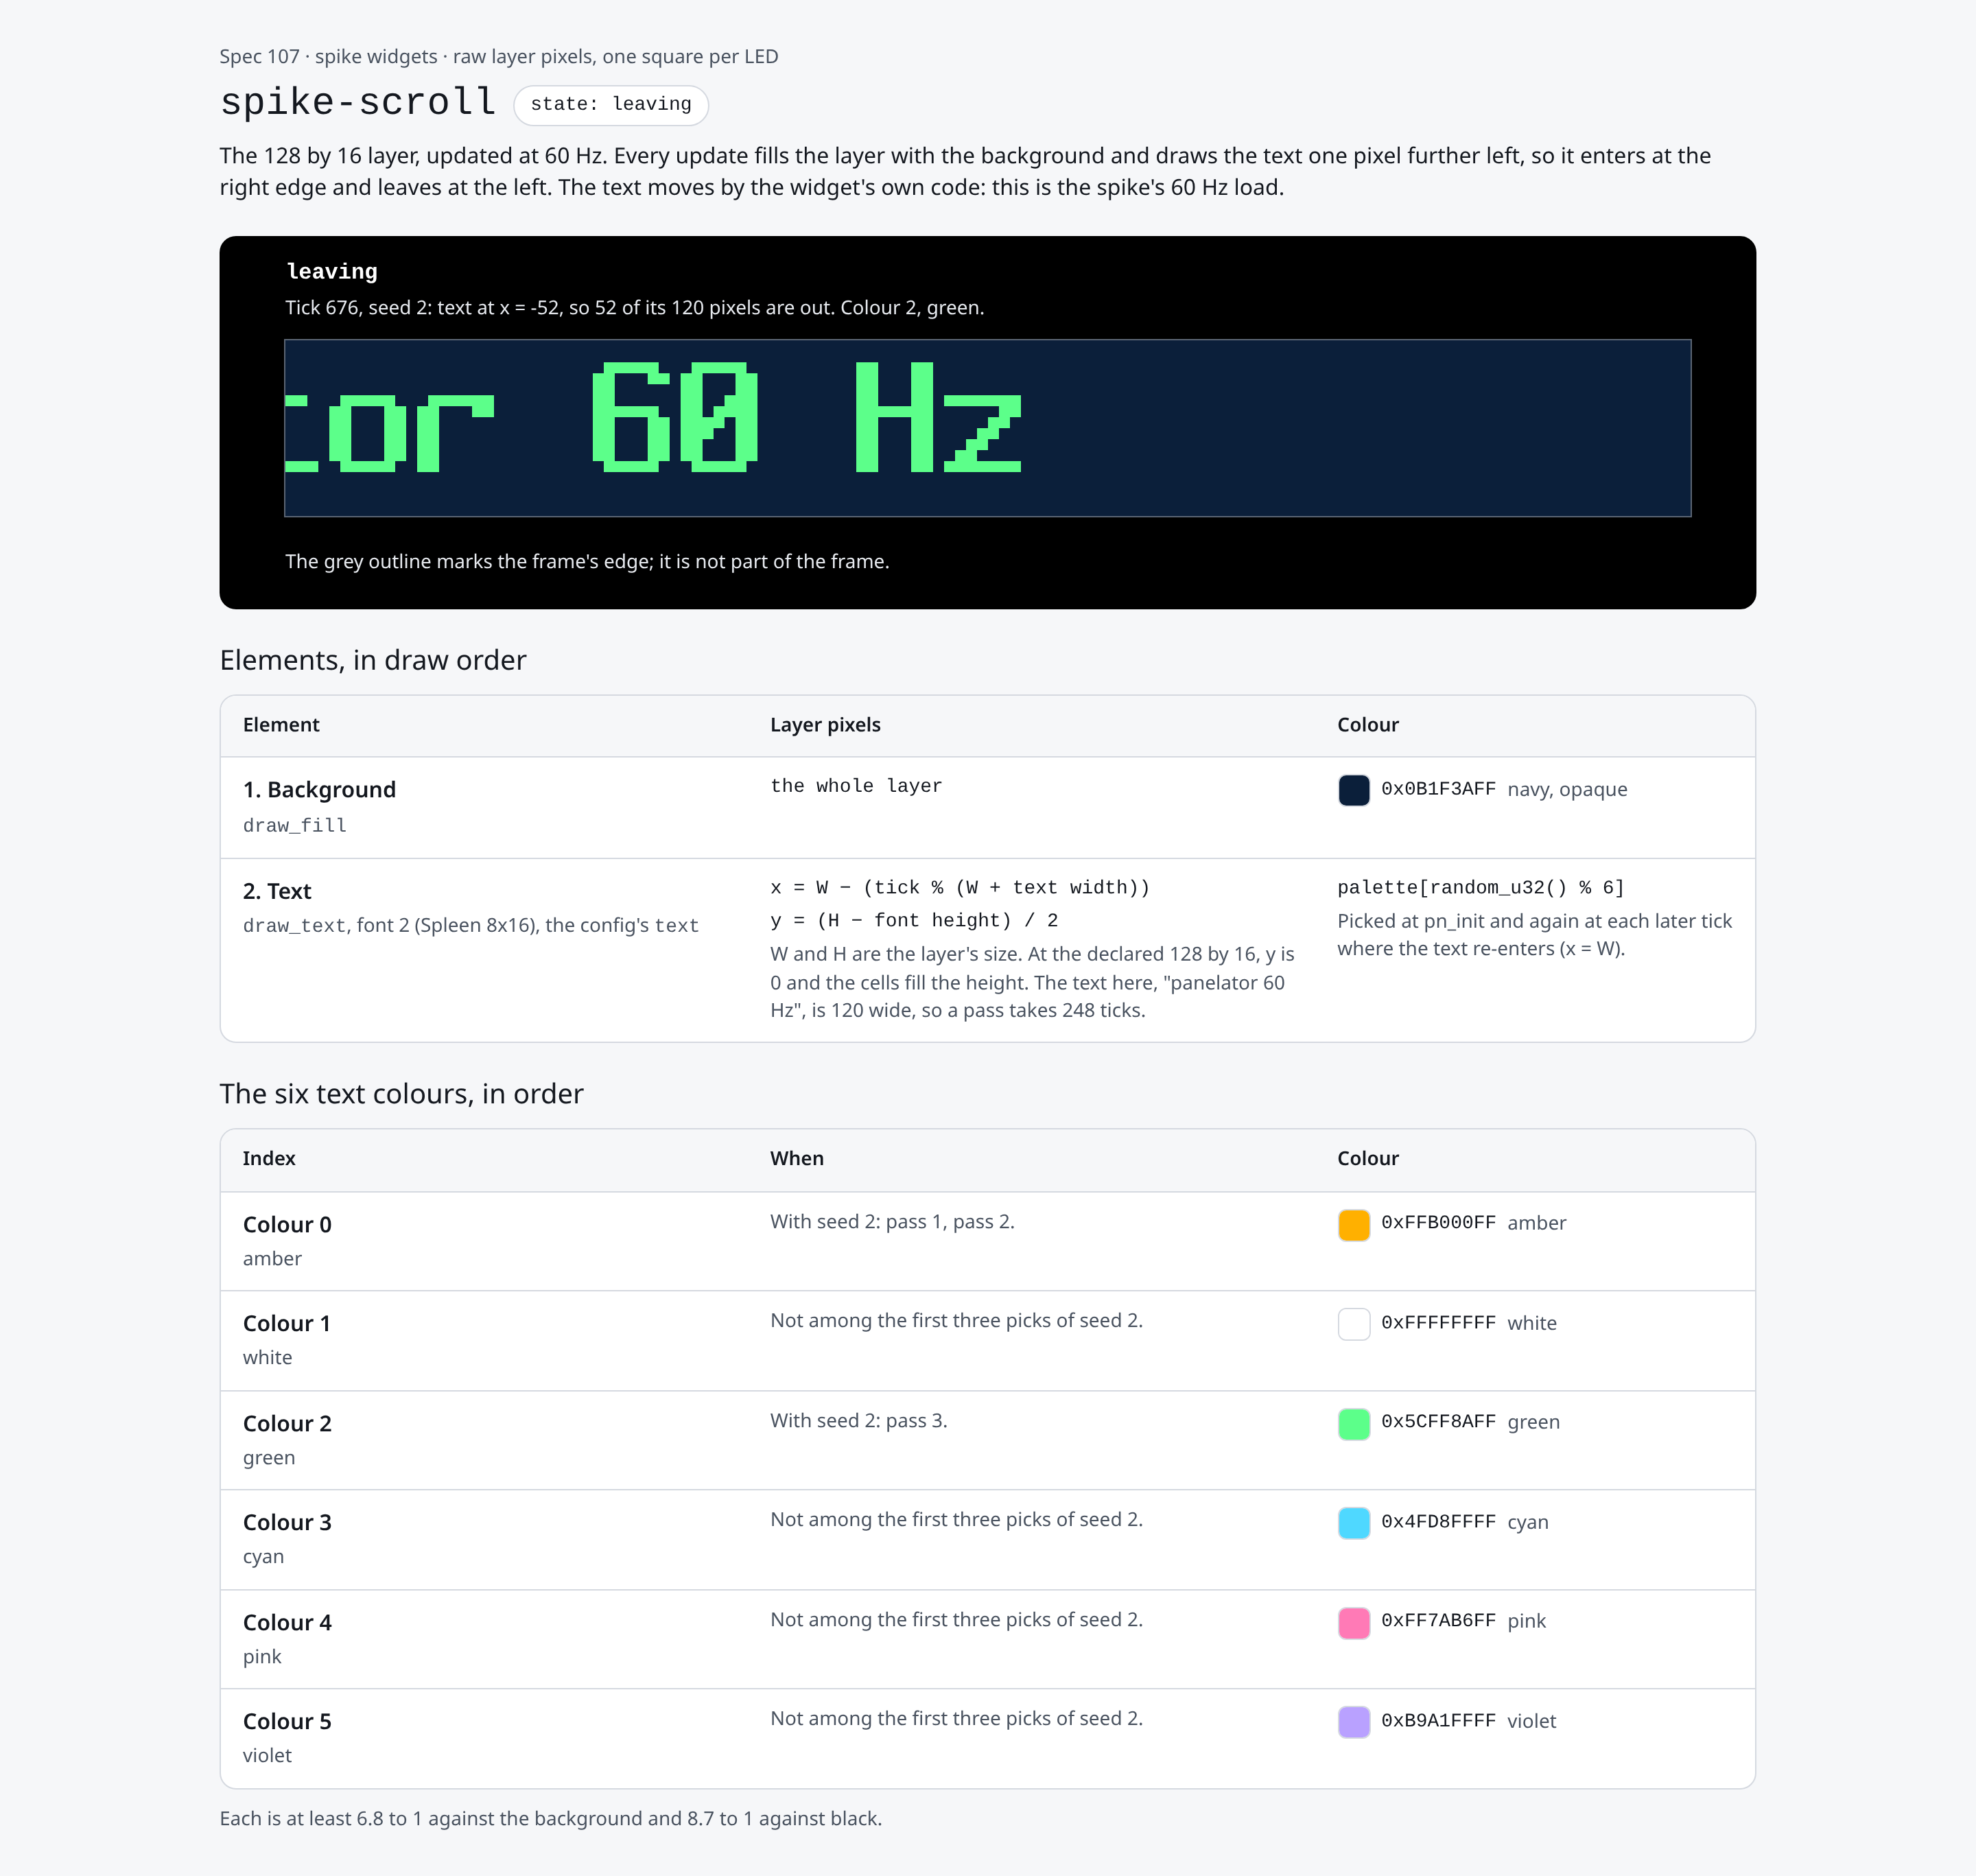 Spec 107 · spike widgets · raw layer pixels, one square per LED
spike-scroll
state: leaving
The 128 by 16 layer, updated at 60 Hz. Every update fills the layer with the background and draws the text one pixel further left, so it enters at the
right edge and leaves at the left. The text moves by the widget's own code: this is the spike's 60 Hz load.
leaving
Tick 676, seed 2: text at x = -52, so 52 of its 120 pixels are out. Colour 2, green.
or 60 Hz
The grey outline marks the frame's edge; it is not part of the frame.
Elements, in draw order
Element Layer pixels Colour
1. Background the whole layer 0x0B1F3AFF navy, opaque
draw_fill
2. Text x = W − (tick % (W + text width)) palette[random_u32() % 6]
draw_text, font 2 (Spleen 8x16), the config's text y = (H − font height) / 2 Picked at pn_init and again at each later tick
W and H are the layer's size. At the declared 128 by 16, y is where the text re-enters (x = W).
0 and the cells fill the height. The text here, "panelator 60
Hz", is 120 wide, so a pass takes 248 ticks.
The six text colours, in order
Index When Colour
Colour 0 With seed 2: pass 1, pass 2. 0xFFB000FF amber
amber
Colour 1 Not among the first three picks of seed 2. 0xFFFFFFFF white
white
Colour 2 With seed 2: pass 3. 0x5CFF8AFF green
green
Colour 3 Not among the first three picks of seed 2. 0x4FD8FFFF cyan
cyan
Colour 4 Not among the first three picks of seed 2. 0xFF7AB6FF pink
pink
Colour 5 Not among the first three picks of seed 2. 0xB9A1FFFF violet
violet
Each is at least 6.8 to 1 against the background and 8.7 to 1 against black.